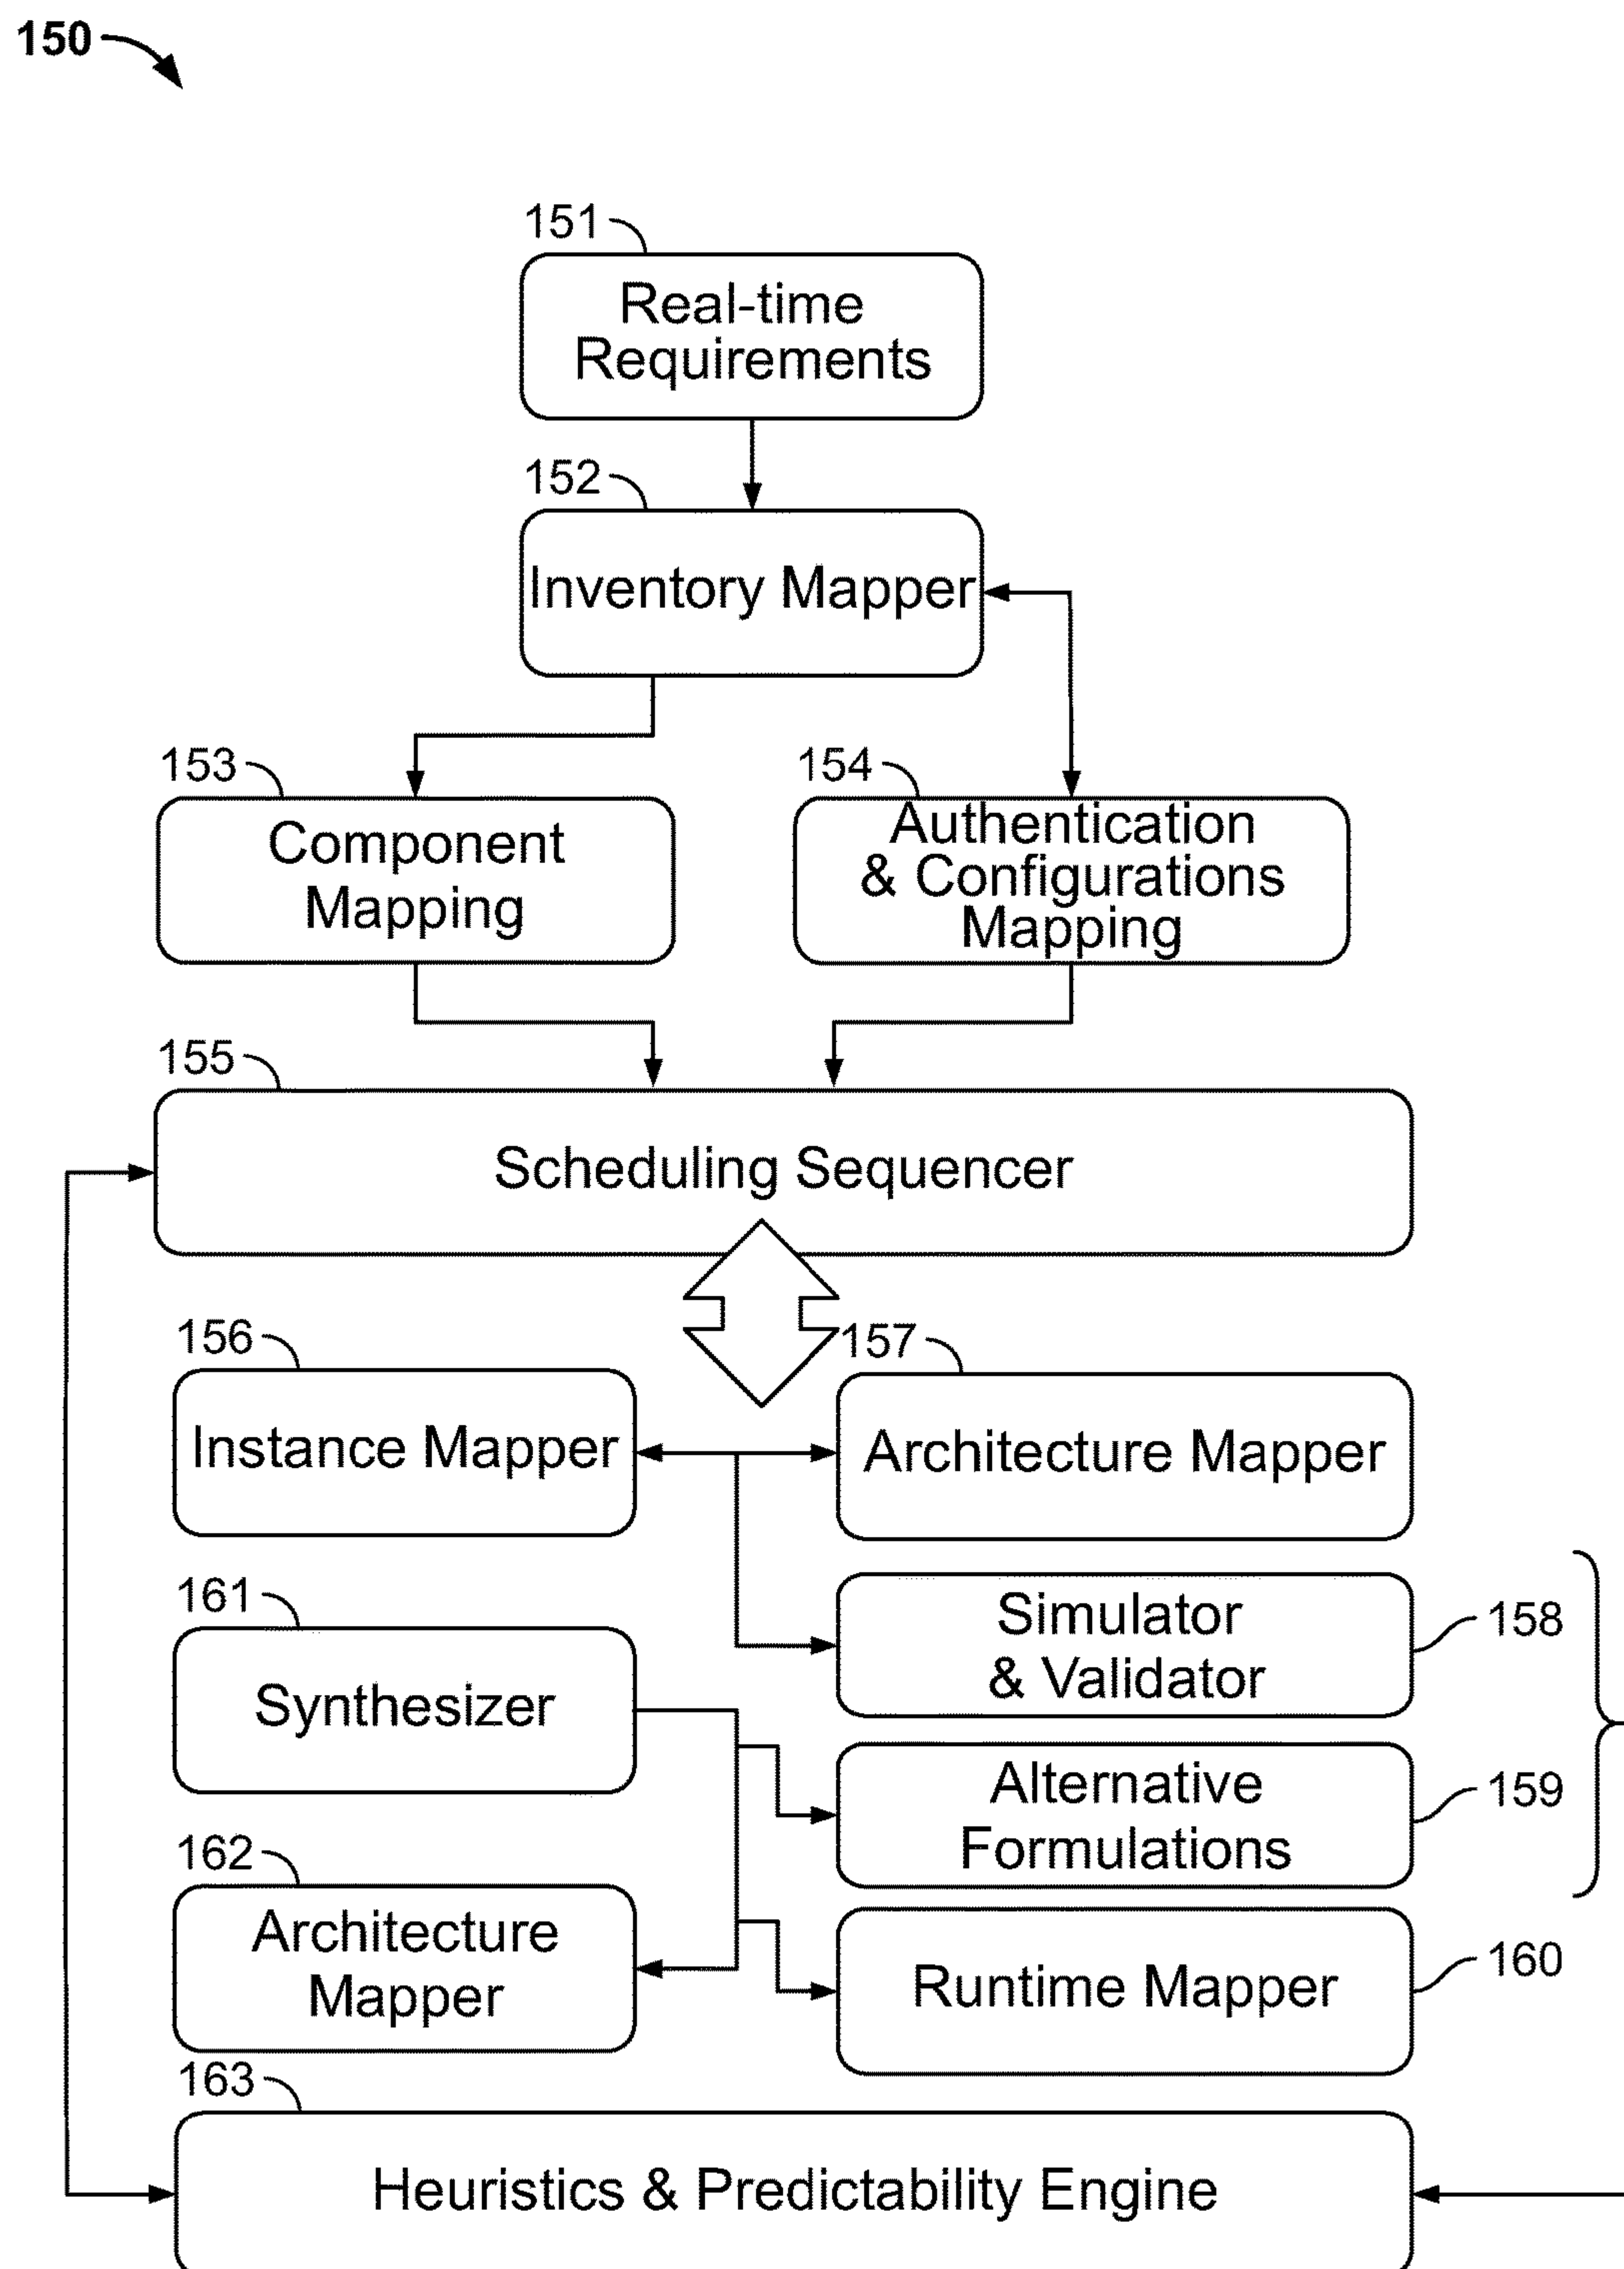 150
151
Real-time
Requirements
152
Inventory Mapper
153
Component
Mapping
154
Authentication
& Configurations
Mapping
155
Scheduling Sequencer
156
Instance Mapper
157
Architecture Mapper
158
Simulator
& Validator
161
Synthesizer
159
Alternative
Formulations
162
Architecture
Mapper
160
Runtime Mapper
163
Heuristics & Predictability Engine